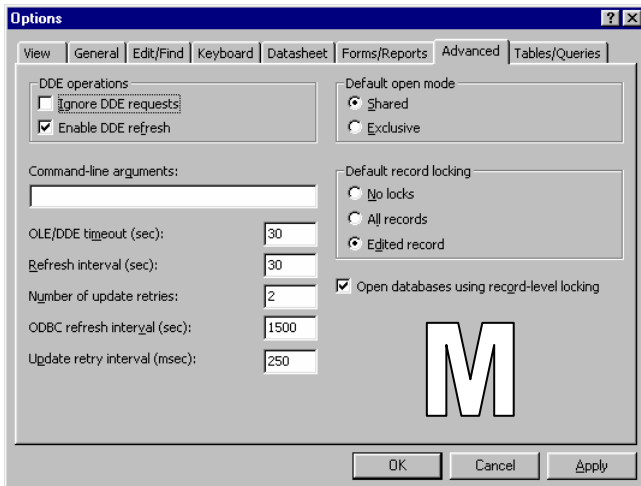 Options
View General Edit/Find Keyboard Datasheet Forms/Reports Advanced Tables/Queries
DDE operations
Ignore DDE requests
Enable DDE refresh
Command-line arguments:
OLE/DDE timeout (sec): 30
Refresh interval (sec): 30
Number of update retries: 2
ODBC refresh interval (sec): 1500
Update retry interval (msec): 250
Default open mode
Shared
Exclusive
Default record locking
No locks
All records
Edited record
Open databases using record-level locking
M
OK Cancel Apply